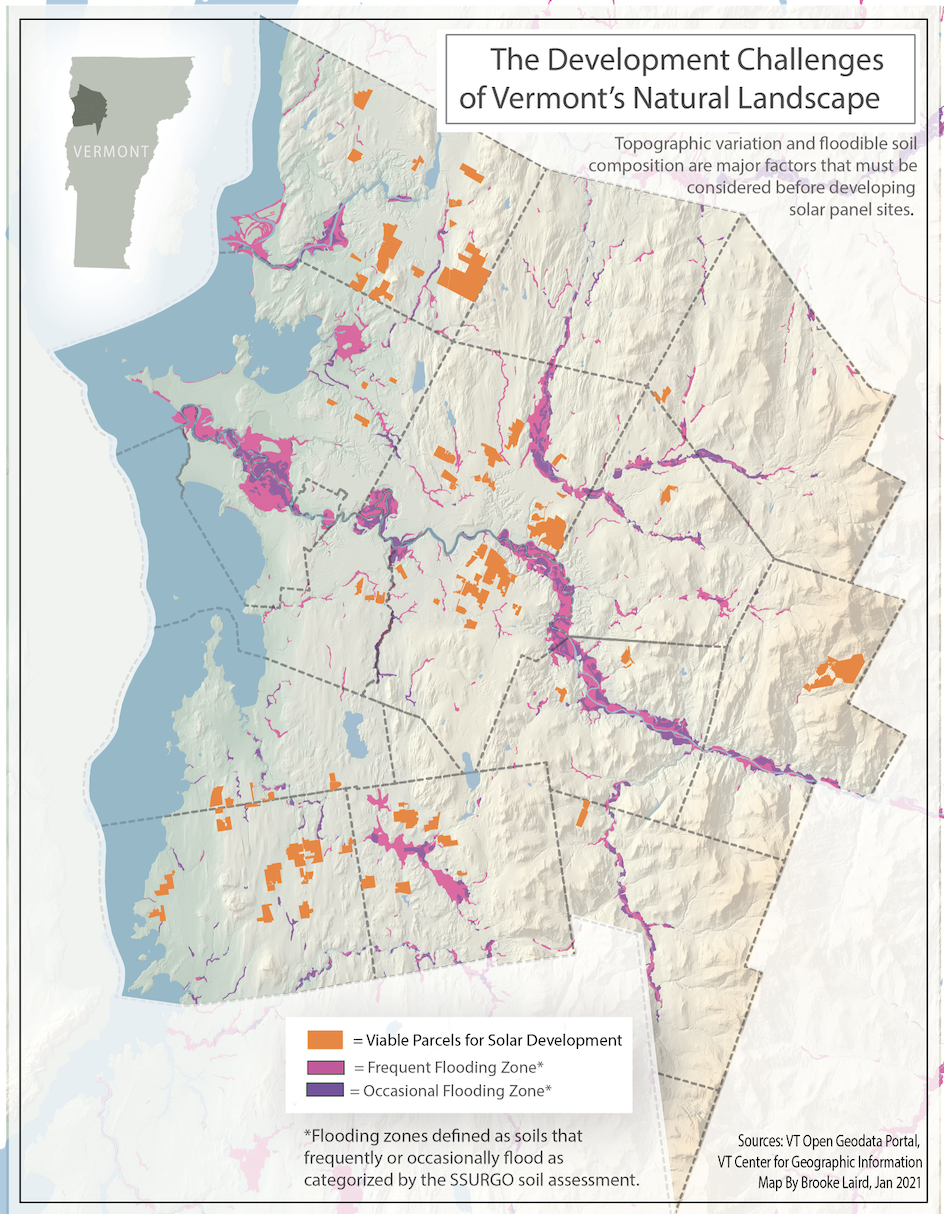 The Development Challenges
of Vermont's Natural Landscape
Topographic variation and floodible soil
composition are major factors that must be
considered before developing
solar panel sites.
VERMONT
= Viable Parcels for Solar Development
= Frequent Flooding Zone*
= Occasional Flooding Zone*
*Flooding zones defined as soils that
frequently or occasionally flood as
categorized by the SSURGO soil assessment.
Sources: VT Open Geodata Portal,
VT Center for Geographic Information
Map By Brooke Laird, Jan 2021